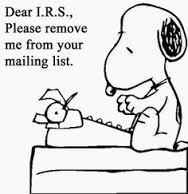 Dear I.R.S.,
Please remove
me from your
mailing list.